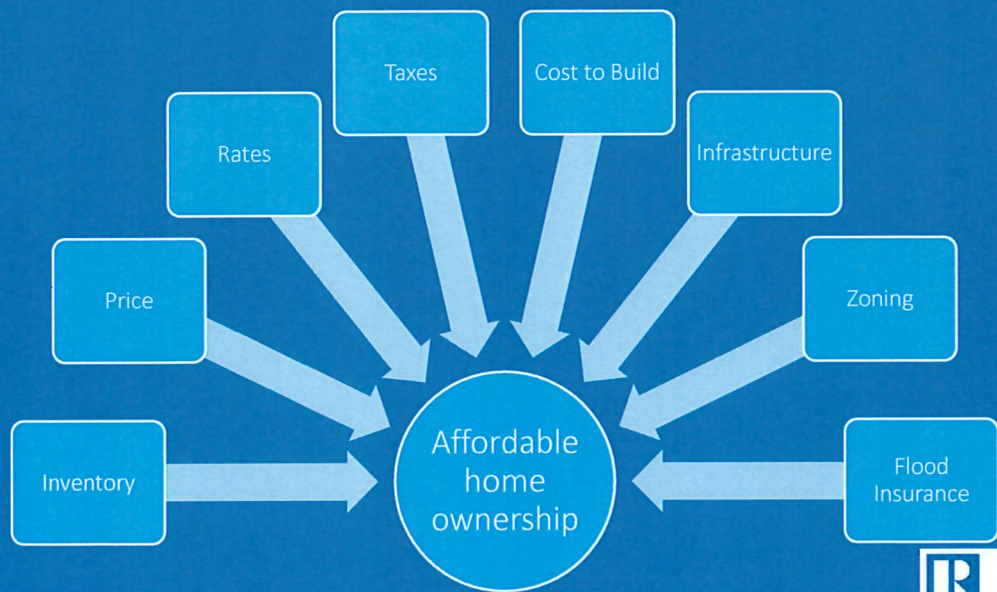 Taxes
Cost to Build
Rates
Infrastructure
Price
Zoning
Inventory
Affordable
home
ownership
Flood
Insurance
R